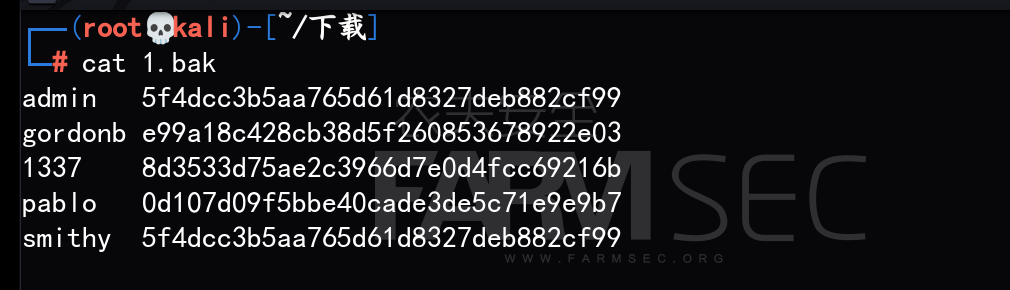 (root💀kali)-[~/下載]
# cat 1.bak
admin 5f4dcc3b5aa765d61d8327deb882cf99
gordonb e99a18c428cb38d5f260853678922e03
1337 8d3533d75ae2c3966d7e0d4fcc69216b
pablo 0d107d09f5bbe40cade3de5c71e9e9b7
smithy 5f4dcc3b5aa765d61d8327deb882cf99
FARMSEC
WWW.FARMSEC.ORG